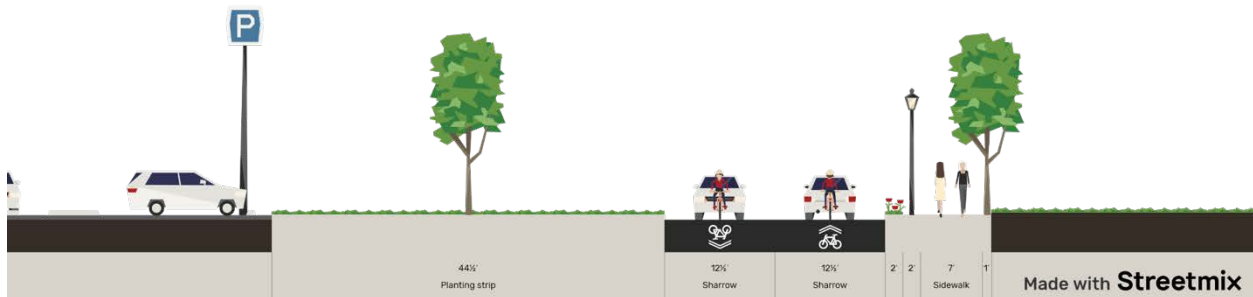 P
44½'
Planting strip
12½'
Sharrow
12½'
Sharrow
2'
2'
7'
Sidewalk
1'
Made with Streetmix